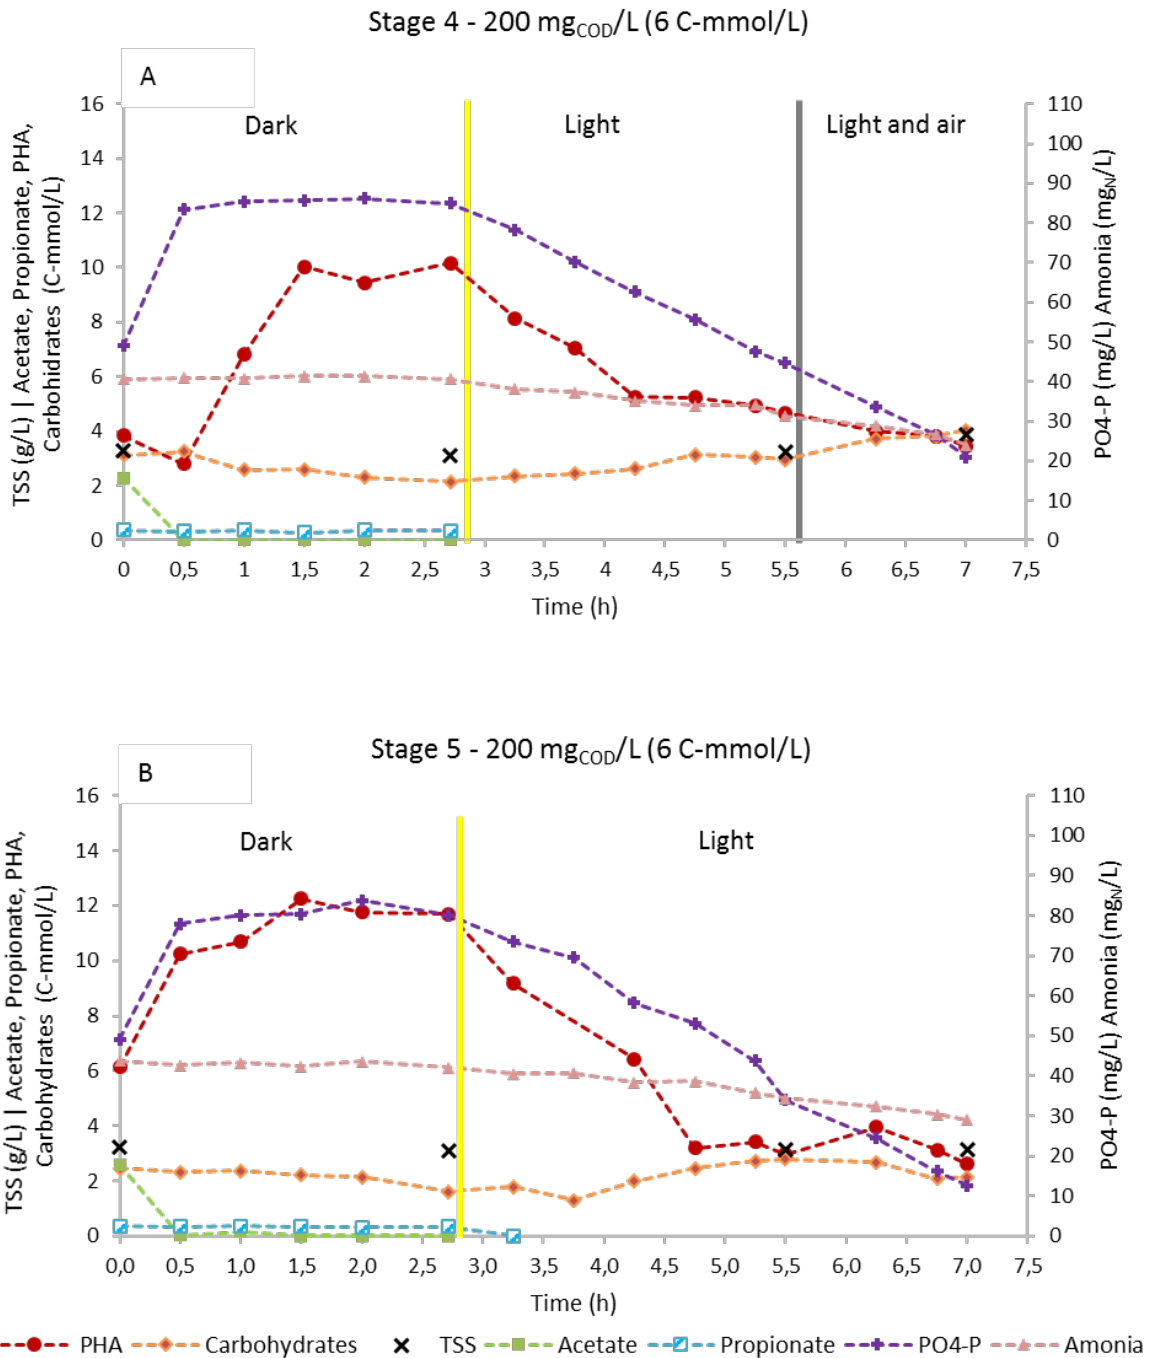 Stage 4 - 200 mgCOD/L (6 C-mmol/L)
A
Dark
Light
Light and air
TSS (g/L) | Acetate, Propionate, PHA,
Carbohidrates (C-mmol/L)
16
14
12
10
8
6
4
2
0
110
100
90
80
70
60
50
40
30
20
10
0
PO4-P (mg/L) Amonia (mgN/L)
0 0,5 1 1,5 2 2,5 3 3,5 4 4,5 5 5,5 6 6,5 7 7,5
Time (h)
Stage 5 - 200 mgCOD/L (6 C-mmol/L)
B
Dark
Light
TSS (g/L) | Acetate, Propionate, PHA,
Carbohydrates (C-mmol/L)
16
14
12
10
8
6
4
2
0
110
100
90
80
70
60
50
40
30
20
10
0
PO4-P (mg/L) Amonia (mgN/L)
0,0 0,5 1,0 1,5 2,0 2,5 3,0 3,5 4,0 4,5 5,0 5,5 6,0 6,5 7,0 7,5
Time (h)
PHA Carbohydrates TSS Acetate Propionate PO4-P Amonia